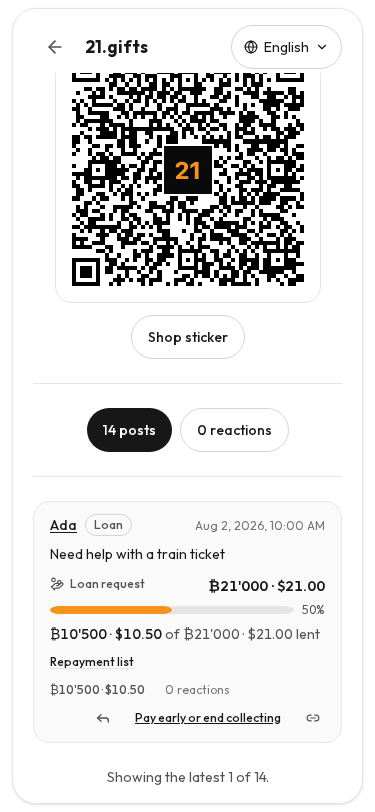 21.gifts
English
21
Shop sticker
14 posts
0 reactions
Ada
Loan
Aug 2, 2026, 10:00 AM
Need help with a train ticket
Loan request
₿21'000 · $21.00
50%
₿10'500 · $10.50 of ₿21'000 · $21.00 lent
Repayment list
₿10'500 · $10.50
0 reactions
Pay early or end collecting
Showing the latest 1 of 14.